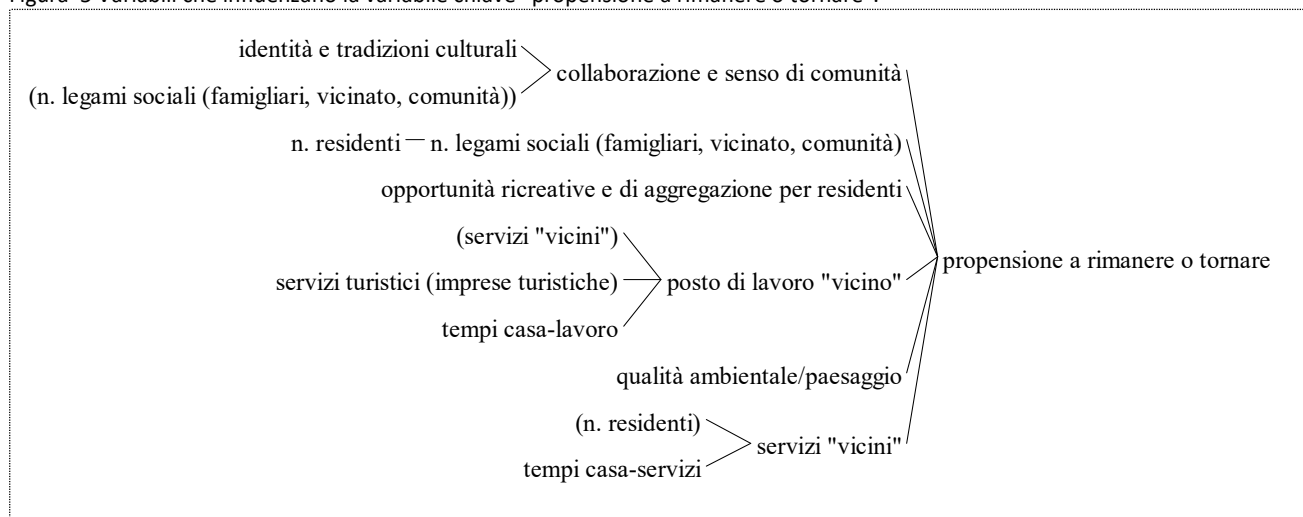 identità e tradizioni culturali
collaborazione e senso di comunità
(n. legami sociali (famigliari, vicinato, comunità))
n. residenti
n. legami sociali (famigliari, vicinato, comunità)
opportunità ricreative e di aggregazione per residenti
(servizi "vicini")
propensione a rimanere o tornare
servizi turistici (imprese turistiche)
posto di lavoro "vicino"
tempi casa-lavoro
qualità ambientale/paesaggio
(n. residenti)
servizi "vicini"
tempi casa-servizi